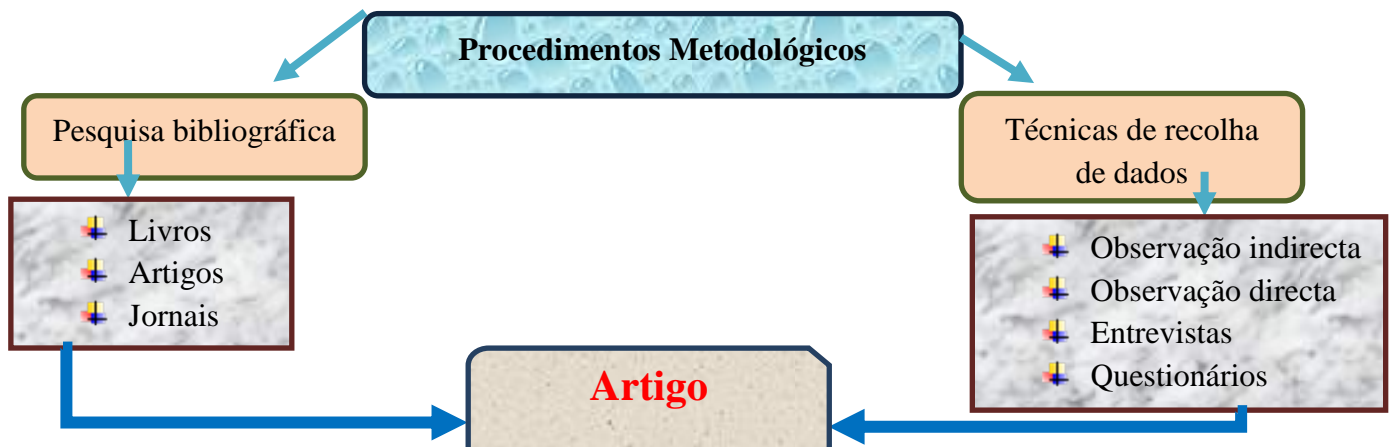 Procedimentos Metodológicos
Pesquisa bibliográfica
Livros
Artigos
Jornais
Técnicas de recolha
de dados
Observação indirecta
Observação directa
Entrevistas
Questionários
Artigo